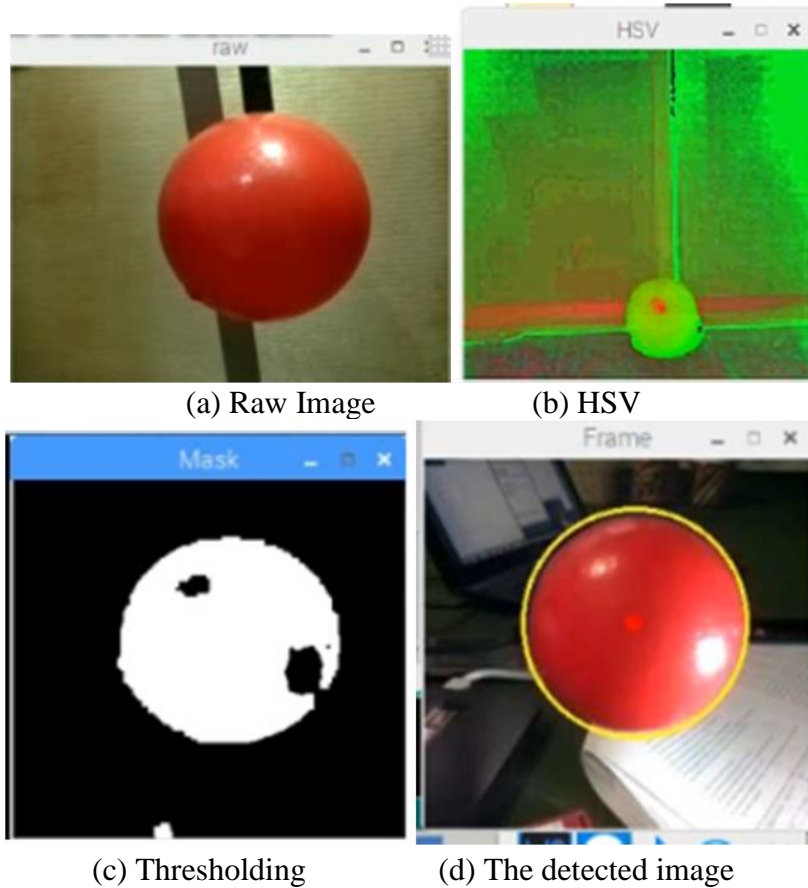 raw
HSV
(a) Raw Image
(b) HSV
Mask
Frame
(c) Thresholding
(d) The detected image